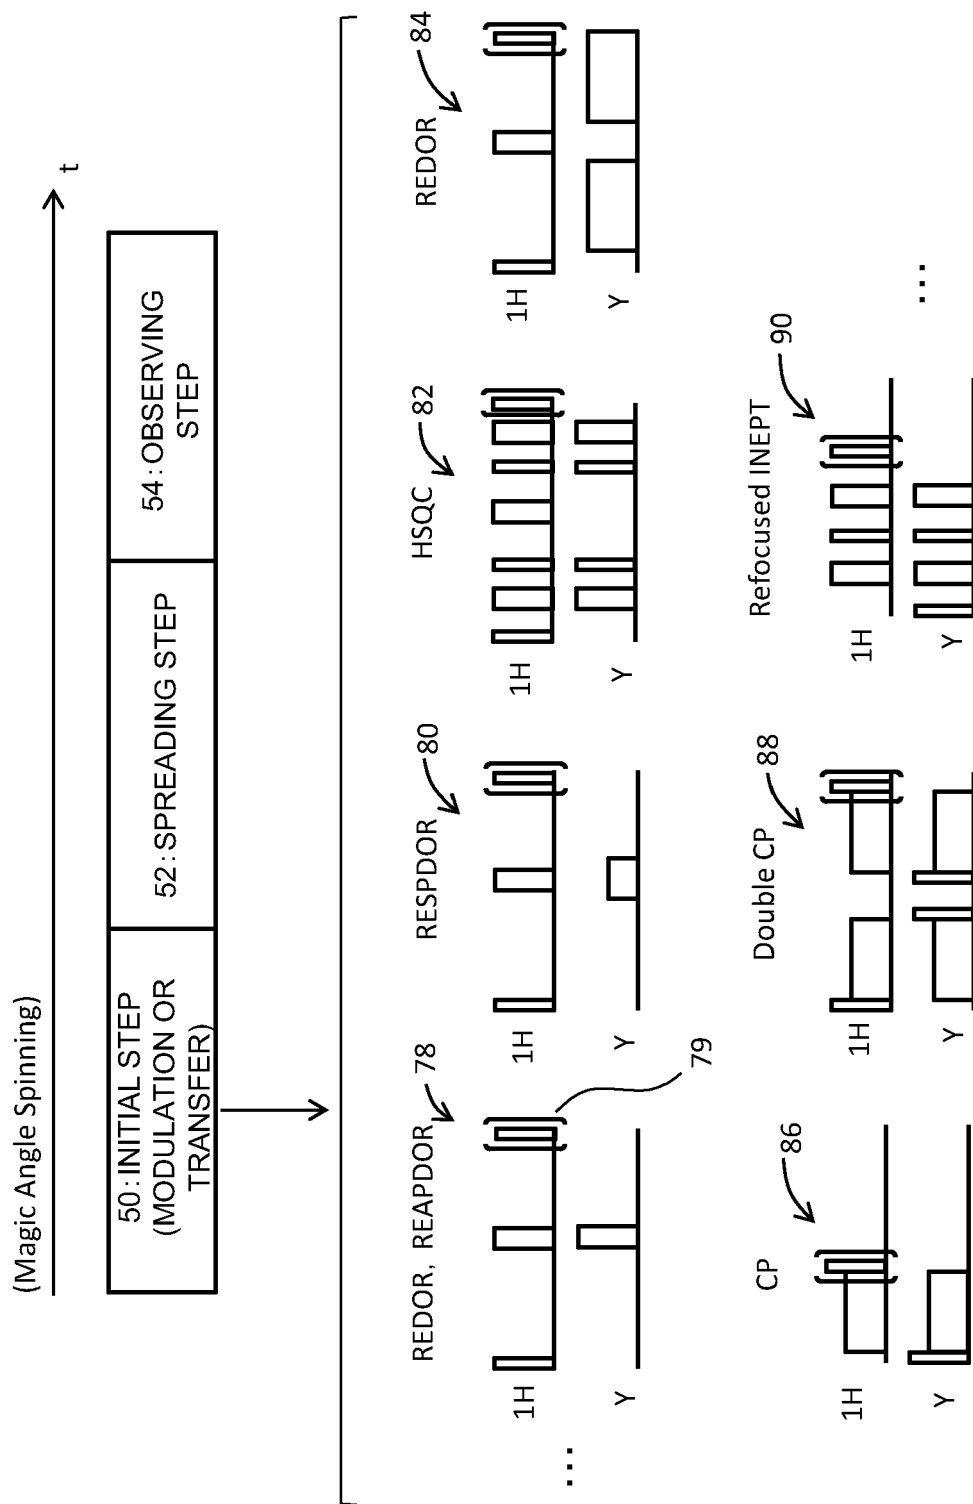 (Magic Angle Spinning)
t
50:INITIAL STEP
(MODULATION OR
TRANSFER)
52:SPREADING STEP
54:OBSERVING
STEP
REDOR, REAPDOR
78
79
1H
Y
...
RESPDOR
80
1H
Y
HSQC
82
1H
Y
REDOR
84
1H
Y
CP
86
1H
Y
Double CP
88
1H
Y
Refocused INEPT
90
1H
Y
...